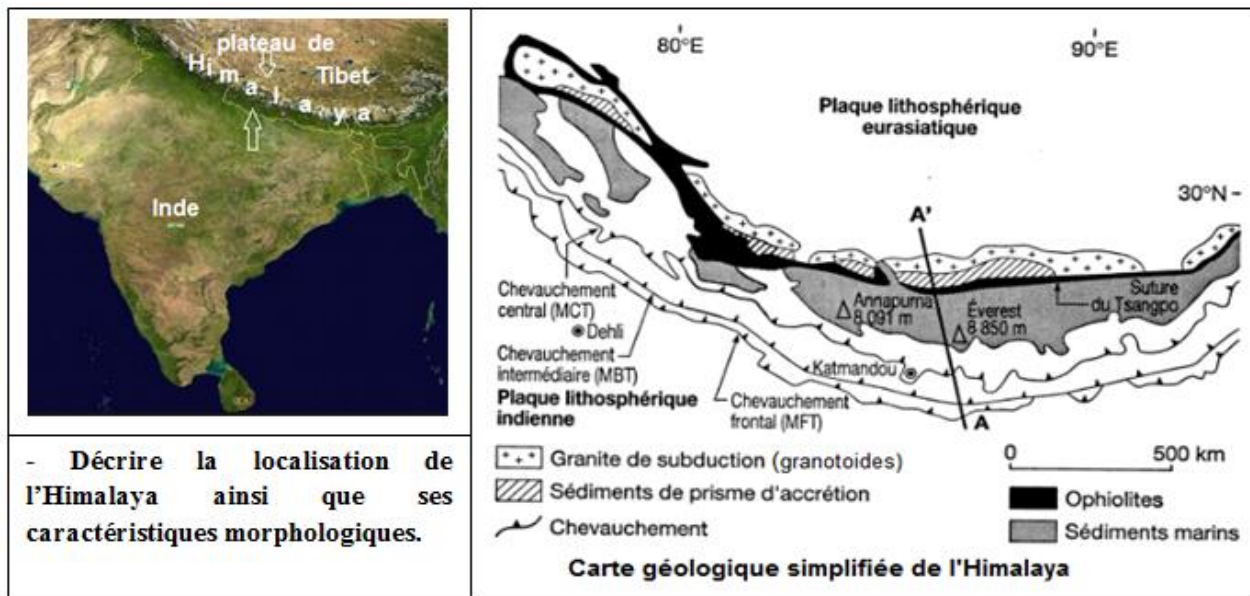 plateau de
Himalaya
Tibet
Inde
- Décrire la localisation de
l'Himalaya ainsi que ses
caractéristiques morphologiques.
80°E
90°E
Plaque lithosphérique
eurasiatique
30°N
A'
Chevauchement
central (MCT)
Dehli
Chevauchement
intermédiaire (MBT)
Plaque lithosphérique
indienne
Annapurna
8 091 m
Éverest
8 850 m
Suture
du Tsangpo
Katmandou
Chevauchement
frontal (MFT)
A
0 500 km
Granite de subduction (granotoides)
Sédiments de prisme d'accrétion
Chevauchement
Ophiolites
Sédiments marins
Carte géologique simplifiée de l'Himalaya